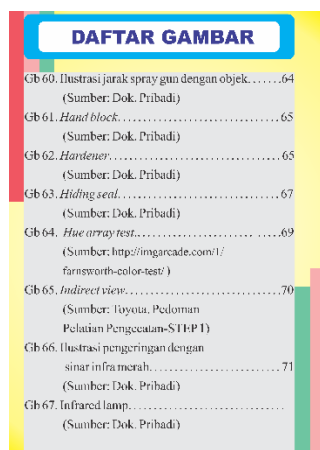 DAFTAR GAMBAR
Gb 60. Ilustrasi jarak spray gun dengan objek.......64
(Sumber: Dok. Pribadi)
Gb 61. Hand block.................................65
(Sumber: Dok. Pribadi)
Gb 62. Hardener..................................65
(Sumber: Dok. Pribadi)
Gb 63. Hiding seal................................67
(Sumber: Dok. Pribadi)
Gb 64. Hue array test..............................69
(Sumber: http://imgarcade.com/1/
farnsworth-color-test/ )
Gb 65. Indirect view...............................70
(Sumber: Toyota, Pedoman
Pelatian Pengecatan-STEP 1)
Gb 66. Ilustrasi pengeringan dengan
sinar infra merah........................71
(Sumber: Dok. Pribadi)
Gb 67. Infrared lamp..........................
(Sumber: Dok. Pribadi)